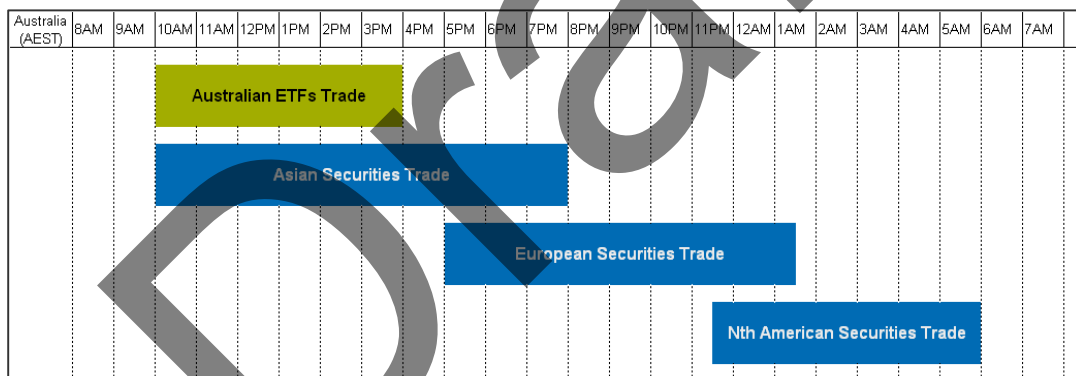 Australia
(AEST)
8AM 9AM 10AM 11AM 12PM 1PM 2PM 3PM 4PM 5PM 6PM 7PM 8PM 9PM 10PM 11PM 12AM 1AM 2AM 3AM 4AM 5AM 6AM 7AM
Australian ETFs Trade
Asian Securities Trade
European Securities Trade
Nth American Securities Trade